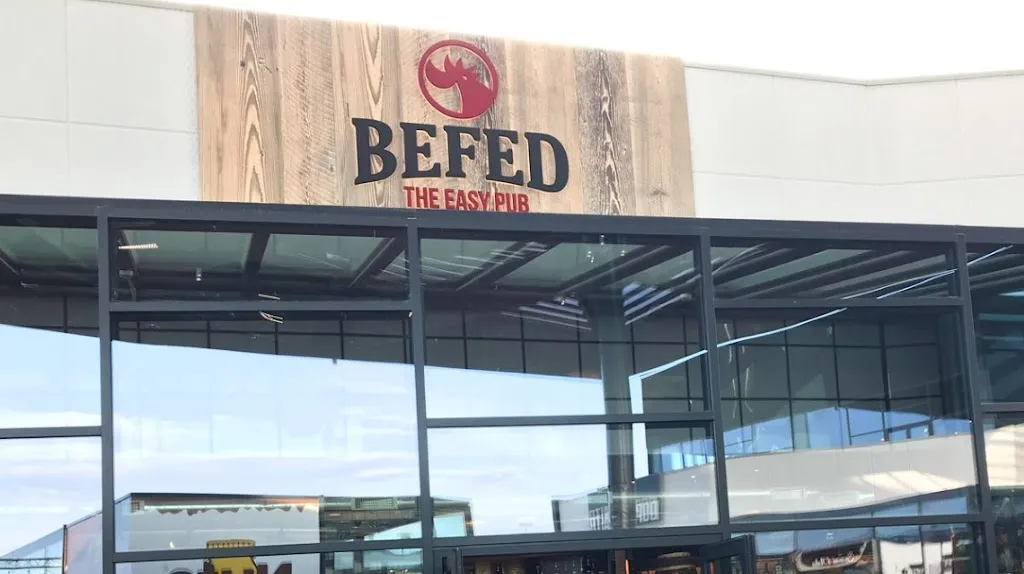 BEFED
THE EASY PUB